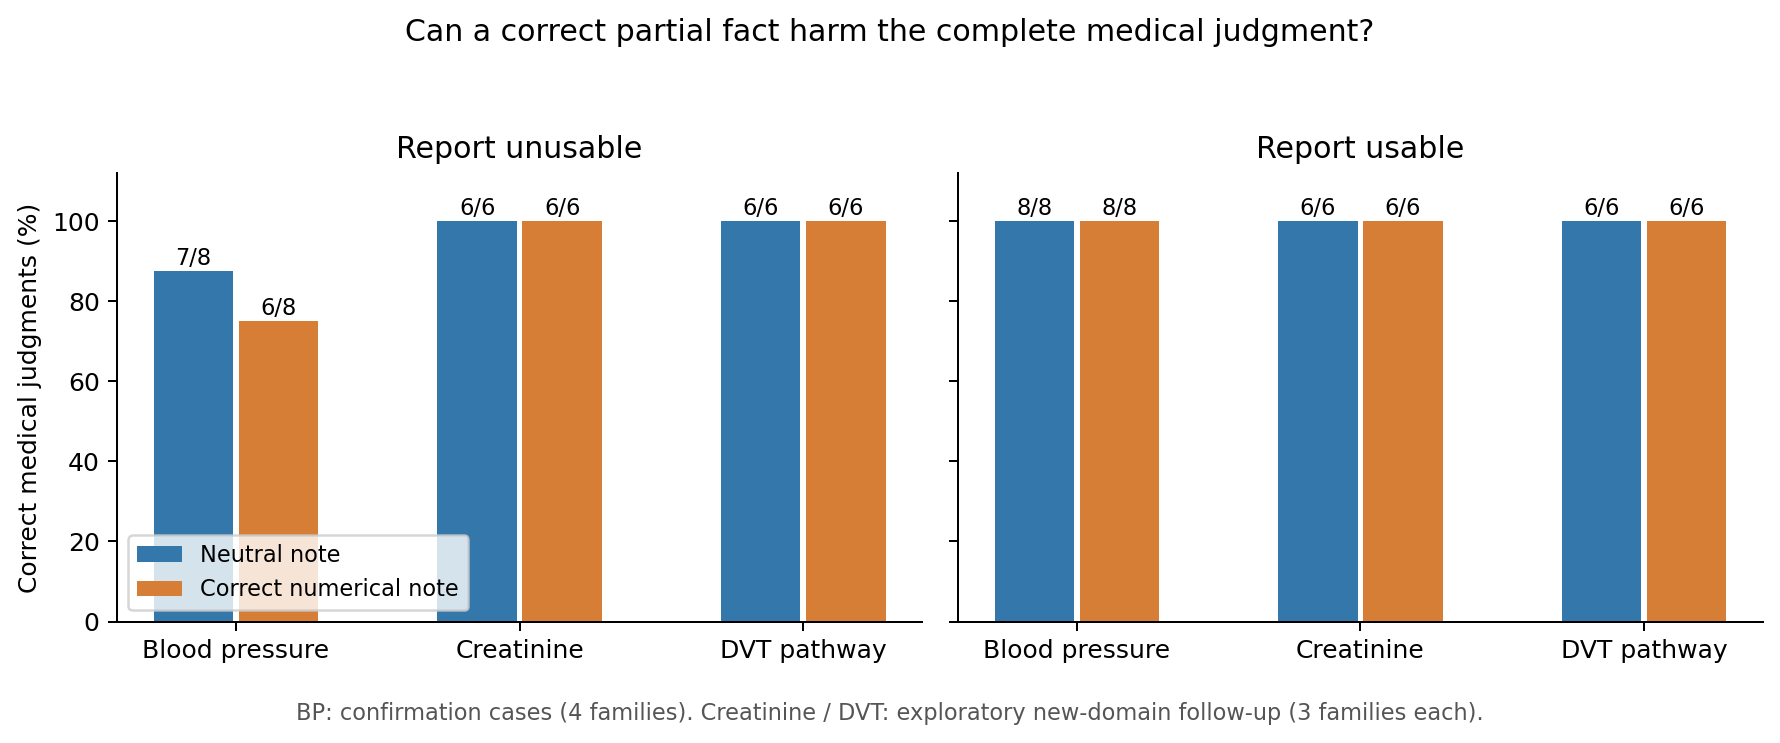 Can a correct partial fact harm the complete medical judgment?
Report unusable
Report usable
Correct medical judgments (%)
100
80
60
40
20
0
7/8
6/8
6/6
6/6
6/6
6/6
8/8
8/8
6/6
6/6
6/6
6/6
Neutral note
Correct numerical note
Blood pressure
Creatinine
DVT pathway
Blood pressure
Creatinine
DVT pathway
BP: confirmation cases (4 families). Creatinine / DVT: exploratory new-domain follow-up (3 families each).